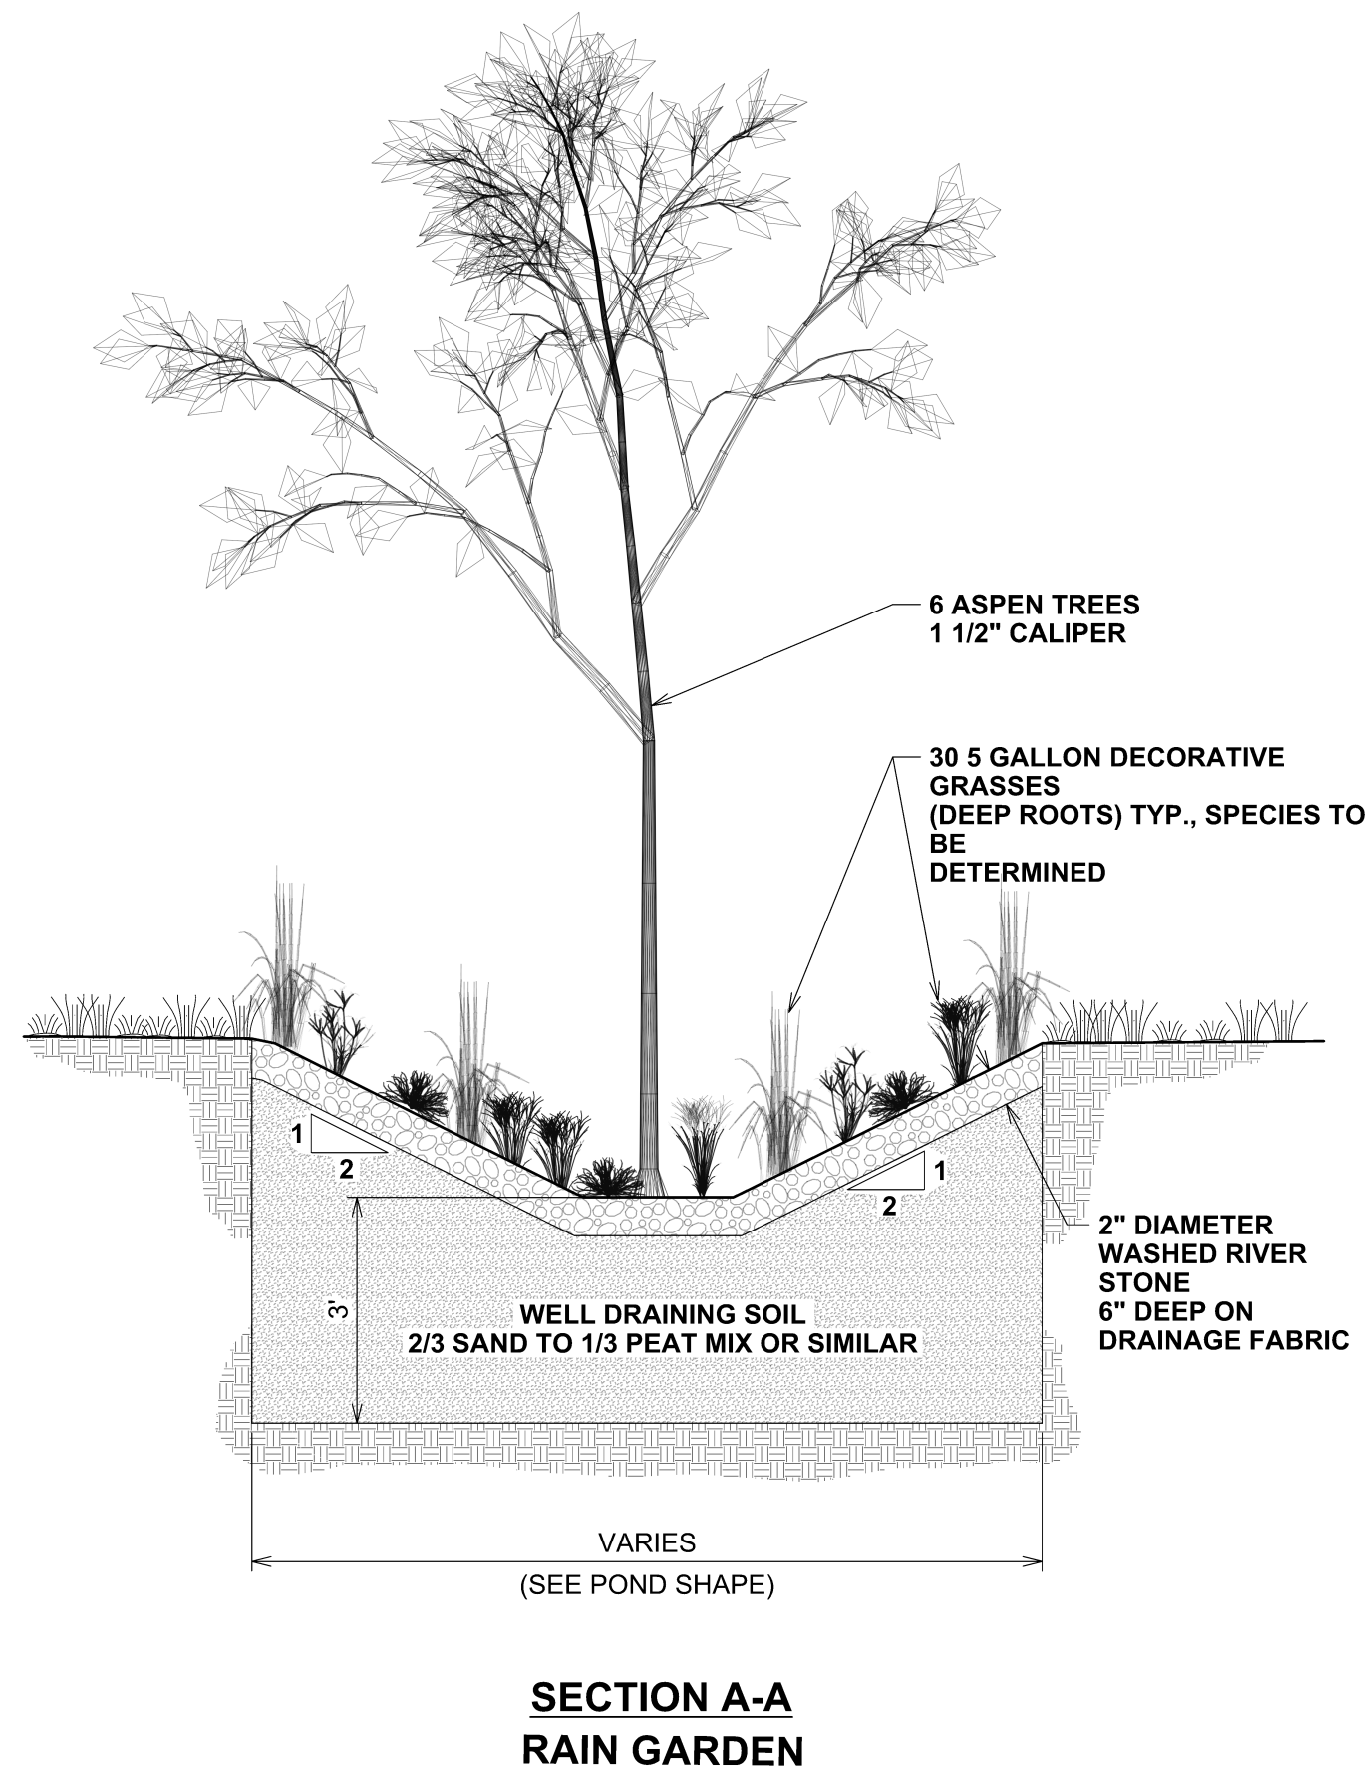 6 ASPEN TREES
1 1/2" CALIPER
30 5 GALLON DECORATIVE
GRASSES
(DEEP ROOTS) TYP., SPECIES TO
BE
DETERMINED
1
2
1
2
2" DIAMETER
WASHED RIVER
STONE
6" DEEP ON
DRAINAGE FABRIC
3'
WELL DRAINING SOIL
2/3 SAND TO 1/3 PEAT MIX OR SIMILAR
VARIES
(SEE POND SHAPE)
SECTION A-A
RAIN GARDEN